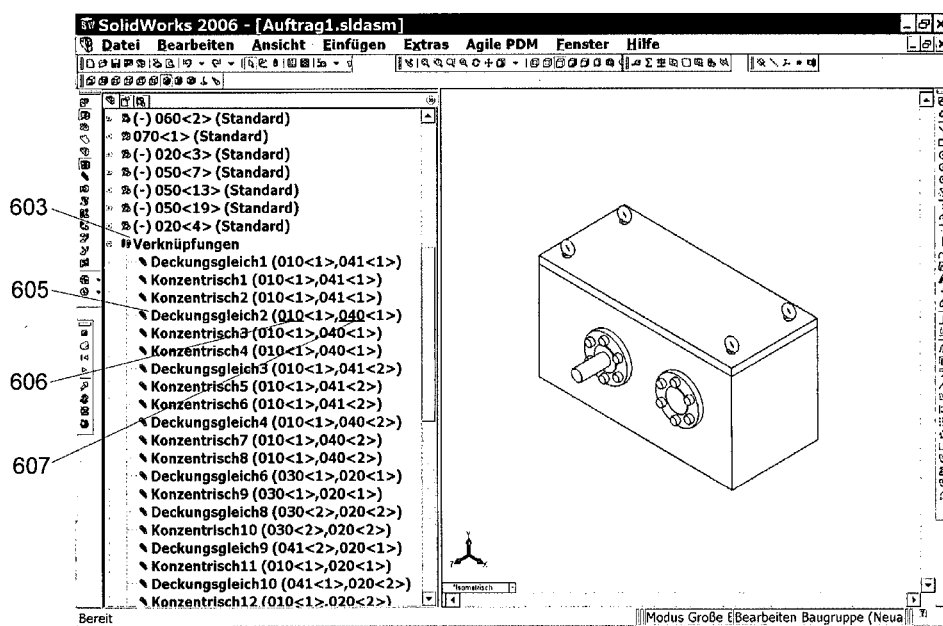 SolidWorks 2006 - [Auftrag1.sldasm]
Datei Bearbeiten Ansicht Einfügen Extras Agile PDM Fenster Hilfe
(-) 060<2> (Standard)
070<1> (Standard)
(-) 020<3> (Standard)
(-) 050<7> (Standard)
(-) 050<13> (Standard)
(-) 050<19> (Standard)
603
(-) 020<4> (Standard)
Verknüpfungen
Deckungsgleich1 (010<1>,041<1>)
Konzentrisch1 (010<1>,041<1>)
605
Konzentrisch2 (010<1>,041<1>)
Deckungsgleich2 (010<1>,040<1>)
Konzentrisch3 (010<1>,040<1>)
Konzentrisch4 (010<1>,040<1>)
Deckungsgleich3 (010<1>,041<2>)
606
Konzentrisch5 (010<1>,041<2>)
Konzentrisch6 (010<1>,041<2>)
Deckungsgleich4 (010<1>,040<2>)
Konzentrisch7 (010<1>,040<2>)
607
Konzentrisch8 (010<1>,040<2>)
Deckungsgleich6 (030<1>,020<1>)
Konzentrisch9 (030<1>,020<1>)
Deckungsgleich8 (030<2>,020<2>)
Konzentrisch10 (030<2>,020<2>)
Deckungsgleich9 (041<2>,020<1>)
Konzentrisch11 (010<1>,020<1>)
Deckungsgleich10 (041<1>,020<2>)
Konzentrisch12 (010<1>,020<2>)
*Isometrisch
Bereit
Modus Große E Bearbeiten Baugruppe (Neua